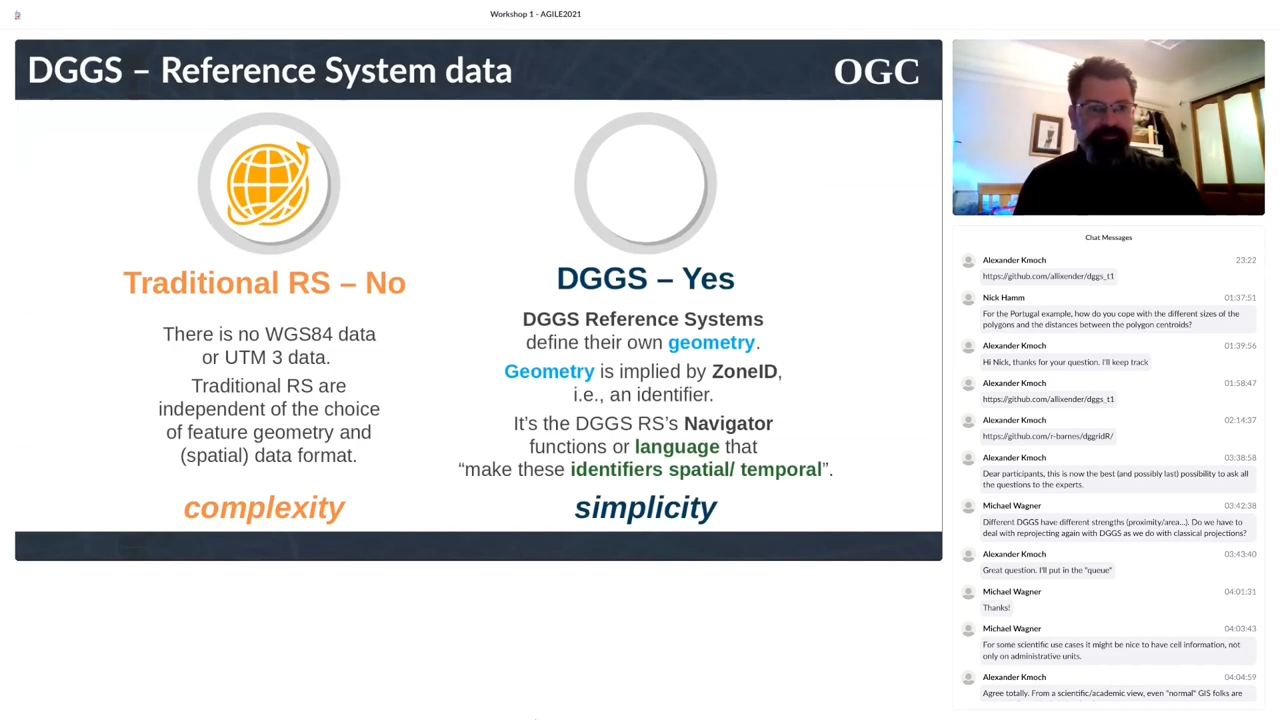 Workshop 1 - AGILE2021
DGGS – Reference System data
OGC
Traditional RS – No
There is no WGS84 data
or UTM 3 data.
Traditional RS are
independent of the choice
of feature geometry and
(spatial) data format.
complexity
DGGS – Yes
DGGS Reference Systems
define their own geometry.
Geometry is implied by ZoneID,
i.e., an identifier.
It’s the DGGS RS’s Navigator
functions or language that
“make these identifiers spatial/ temporal”.
simplicity
Chat Messages
Alexander Kmoch 23:22
https://github.com/allixender/dggs_t1
Nick Hamm 01:37:51
For the Portugal example, how do you cope with the different sizes of the
polygons and the distances between the polygon centroids?
Alexander Kmoch 01:39:56
Hi Nick, thanks for your question. I'll keep track
Alexander Kmoch 01:58:47
https://github.com/allixender/dggs_t1
Alexander Kmoch 02:14:37
https://github.com/r-barnes/dggridR/
Alexander Kmoch 03:38:58
Dear participants, this is now the best (and possibly last) possibility to ask all
the questions to the experts.
Michael Wagner 03:42:38
Different DGGS have different strengths (proximity/area...). Do we have to
deal with reprojecting again with DGGS as we do with classical projections?
Alexander Kmoch 03:43:40
Great question. I'll put in the "queue"
Michael Wagner 04:01:31
Thanks!
Michael Wagner 04:03:43
For some scientific use cases it might be nice to have cell information, not
only on administrative units.
Alexander Kmoch 04:04:59
Agree totally. From a scientific/academic view, even "normal" GIS folks are